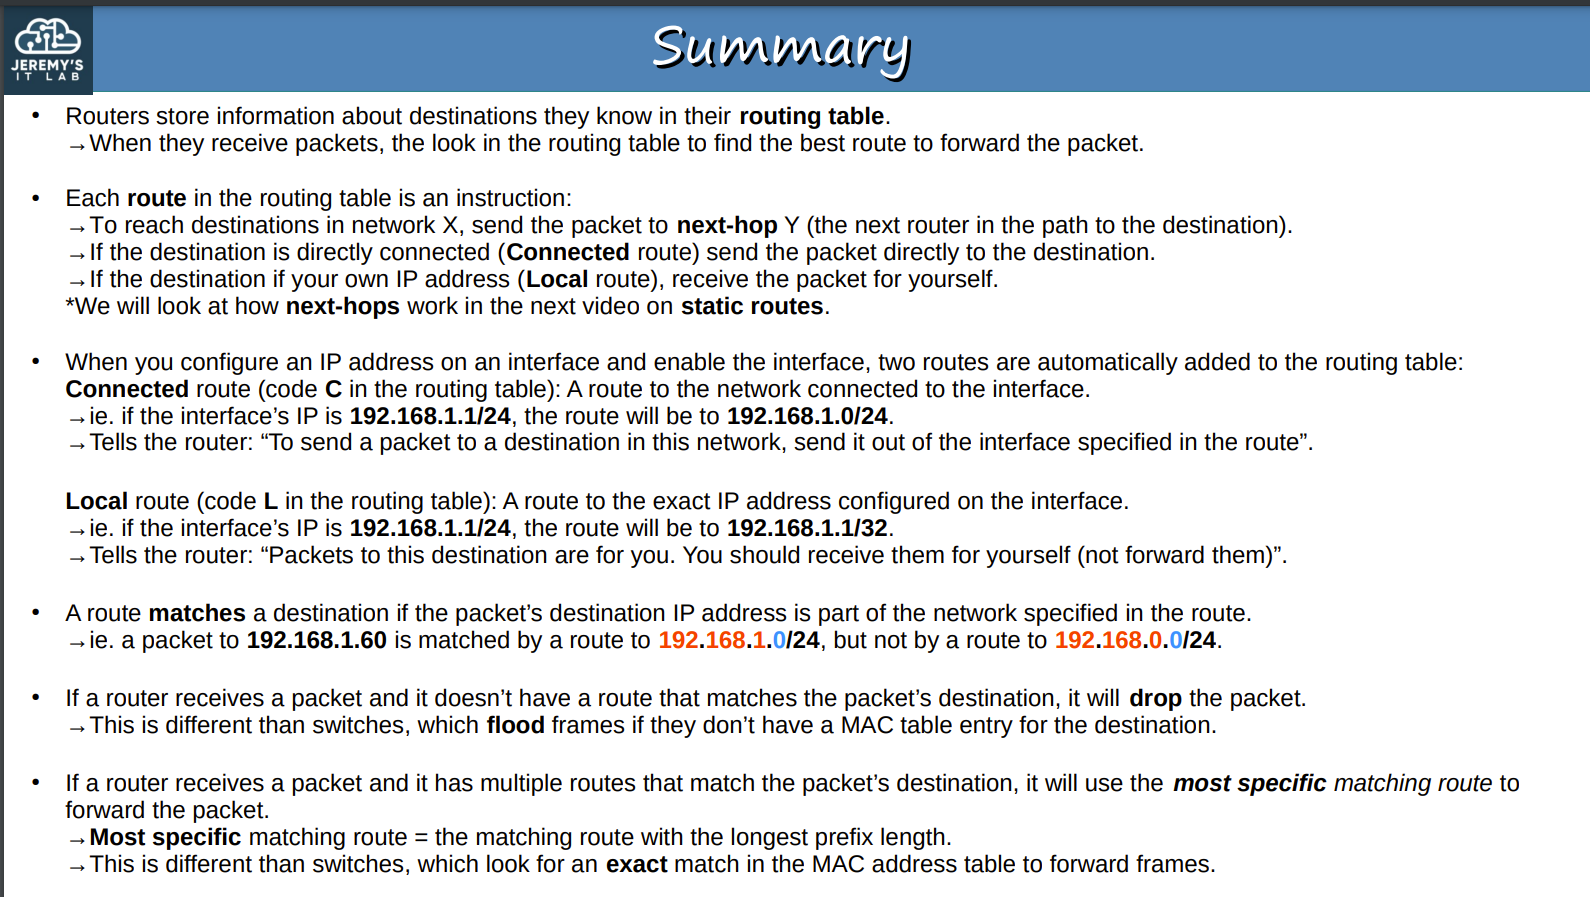 JEREMY'S
IT LAB
Summary
• Routers store information about destinations they know in their routing table.
→When they receive packets, the look in the routing table to find the best route to forward the packet.
• Each route in the routing table is an instruction:
→To reach destinations in network X, send the packet to next-hop Y (the next router in the path to the destination).
→If the destination is directly connected (Connected route) send the packet directly to the destination.
→If the destination if your own IP address (Local route), receive the packet for yourself.
*We will look at how next-hops work in the next video on static routes.
• When you configure an IP address on an interface and enable the interface, two routes are automatically added to the routing table:
Connected route (code C in the routing table): A route to the network connected to the interface.
→ie. if the interface’s IP is 192.168.1.1/24, the route will be to 192.168.1.0/24.
→Tells the router: “To send a packet to a destination in this network, send it out of the interface specified in the route”.
Local route (code L in the routing table): A route to the exact IP address configured on the interface.
→ie. if the interface’s IP is 192.168.1.1/24, the route will be to 192.168.1.1/32.
→Tells the router: “Packets to this destination are for you. You should receive them for yourself (not forward them)”.
• A route matches a destination if the packet’s destination IP address is part of the network specified in the route.
→ie. a packet to 192.168.1.60 is matched by a route to 192.168.1.0/24, but not by a route to 192.168.0.0/24.
• If a router receives a packet and it doesn’t have a route that matches the packet’s destination, it will drop the packet.
→This is different than switches, which flood frames if they don’t have a MAC table entry for the destination.
• If a router receives a packet and it has multiple routes that match the packet’s destination, it will use the most specific matching route to
forward the packet.
→Most specific matching route = the matching route with the longest prefix length.
→This is different than switches, which look for an exact match in the MAC address table to forward frames.